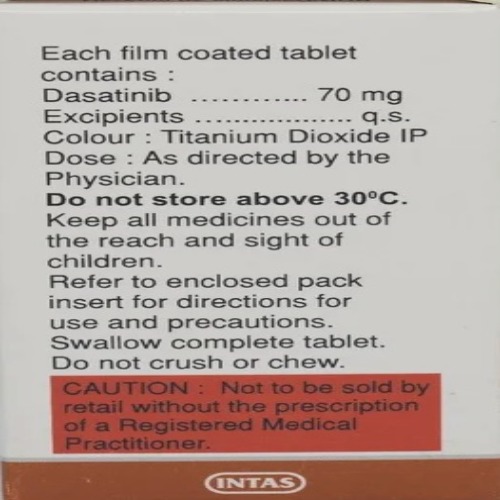 Each film coated tablet
contains :
Dasatinib ............ 70 mg
Excipients .................. q.s.
Colour : Titanium Dioxide IP
Dose : As directed by the
Physician.
Do not store above 30ºC.
Keep all medicines out of
the reach and sight of
children.
Refer to enclosed pack
insert for directions for
use and precautions.
Swallow complete tablet.
Do not crush or chew.
CAUTION : Not to be sold by
retail without the prescription
of a Registered Medical
Practitioner.
INTAS